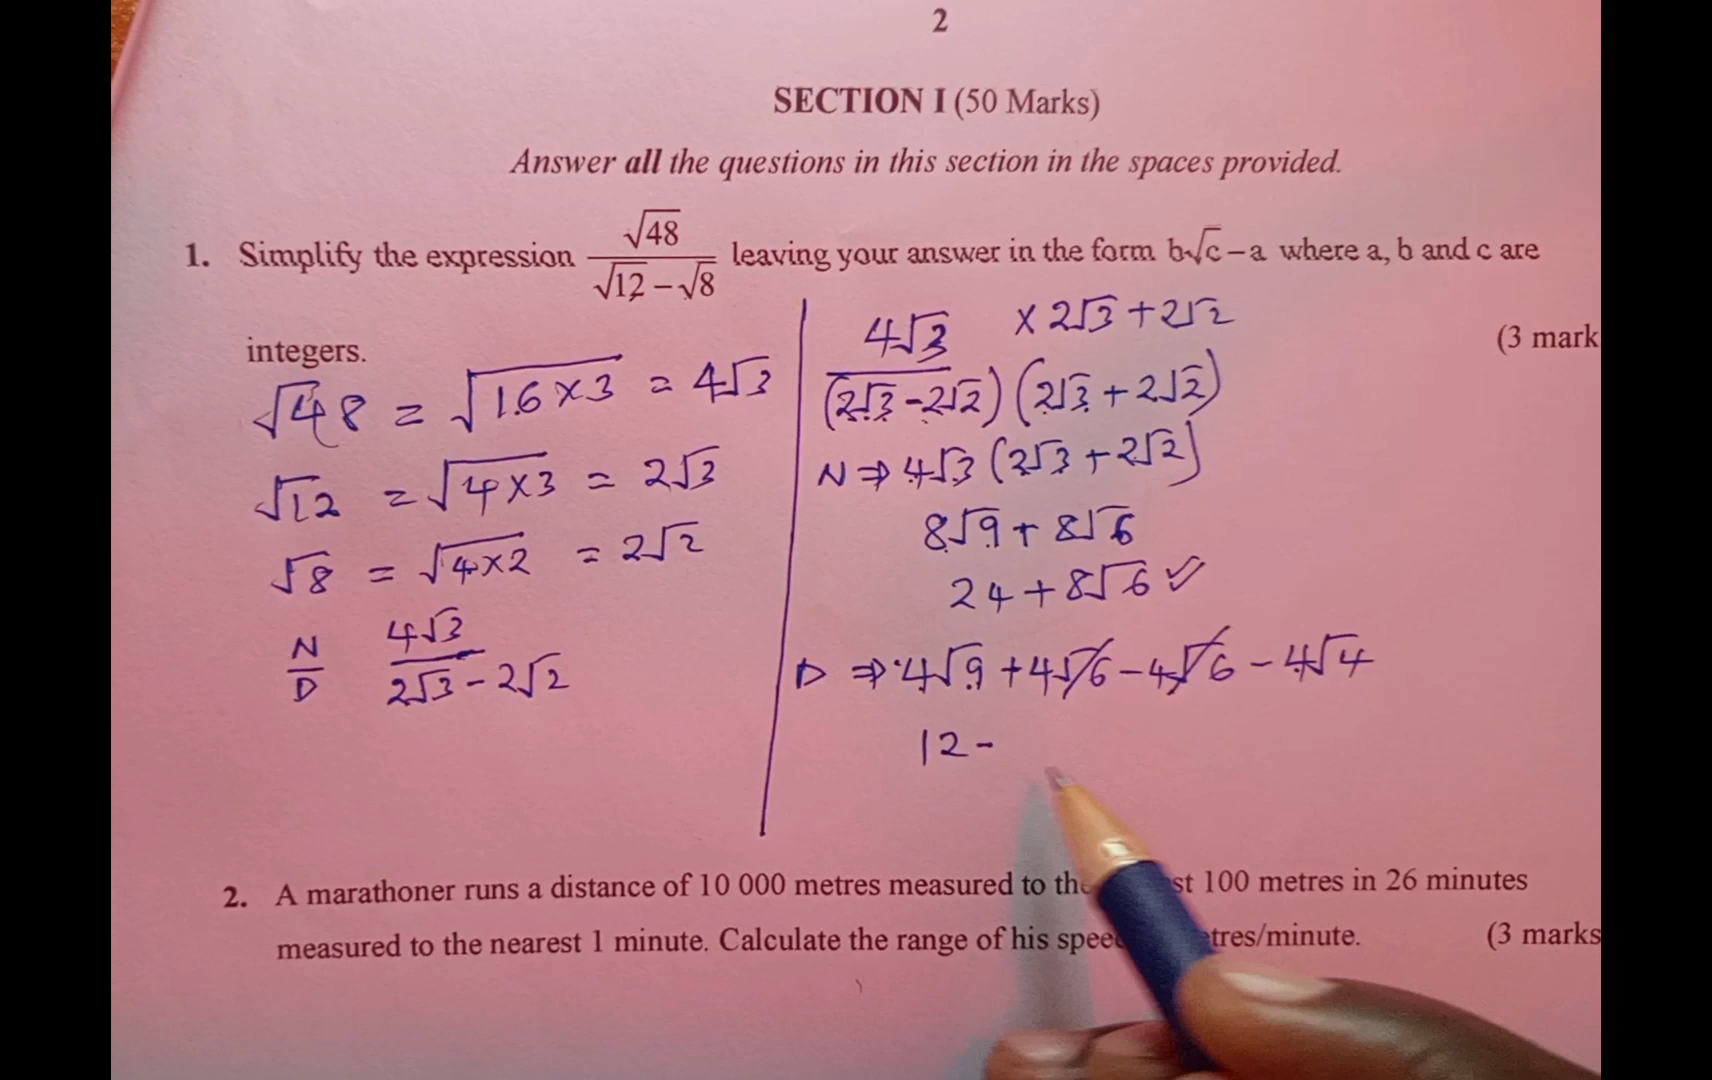 2
SECTION I (50 Marks)
Answer all the questions in this section in the spaces provided.
1. Simplify the expression √48 / (√12 − √8) leaving your answer in the form b√c − a where a, b and c are
integers. (3 mark
√48 = √16×3 = 4√3
√12 = √4×3 = 2√3
√8 = √4×2 = 2√2
N/D 4√3 / 2√3 - 2√2
4√3 × 2√3 + 2√2
(2√3 - 2√2) (2√3 + 2√2)
N ⇒ 4√3 (2√3 + 2√2)
8√9 + 8√6
24 + 8√6 ✓
D ⇒ 4√9 + 4√6 - 4√6 - 4√4
12 -
2. A marathoner runs a distance of 10 000 metres measured to the st 100 metres in 26 minutes
measured to the nearest 1 minute. Calculate the range of his spee tres/minute. (3 marks